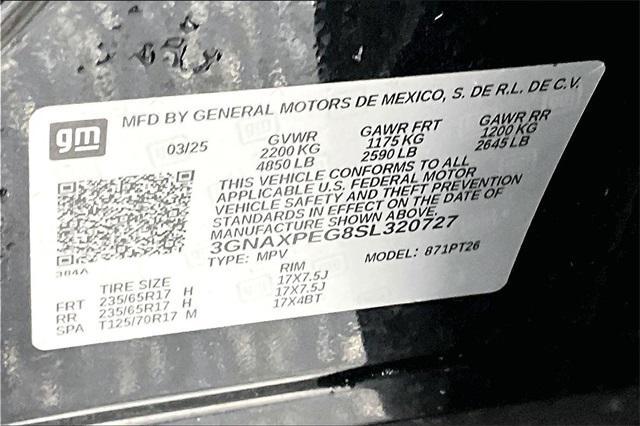 gm
MFD BY GENERAL MOTORS DE MEXICO, S. DE R.L. DE C.V.
03/25 GVWR GAWR FRT GAWR RR
2200 KG 1175 KG 1200 KG
4850 LB 2590 LB 2645 LB
THIS VEHICLE CONFORMS TO ALL
APPLICABLE U.S. FEDERAL MOTOR
VEHICLE SAFETY AND THEFT PREVENTION
STANDARDS IN EFFECT ON THE DATE OF
MANUFACTURE SHOWN ABOVE.
3GNAXPEG8SL320727
TYPE: MPV MODEL: 871PT26
TIRE SIZE RIM
FRT 235/65R17 H 17X7.5J
RR 235/65R17 H 17X7.5J
SPA T125/70R17 M 17X4BT